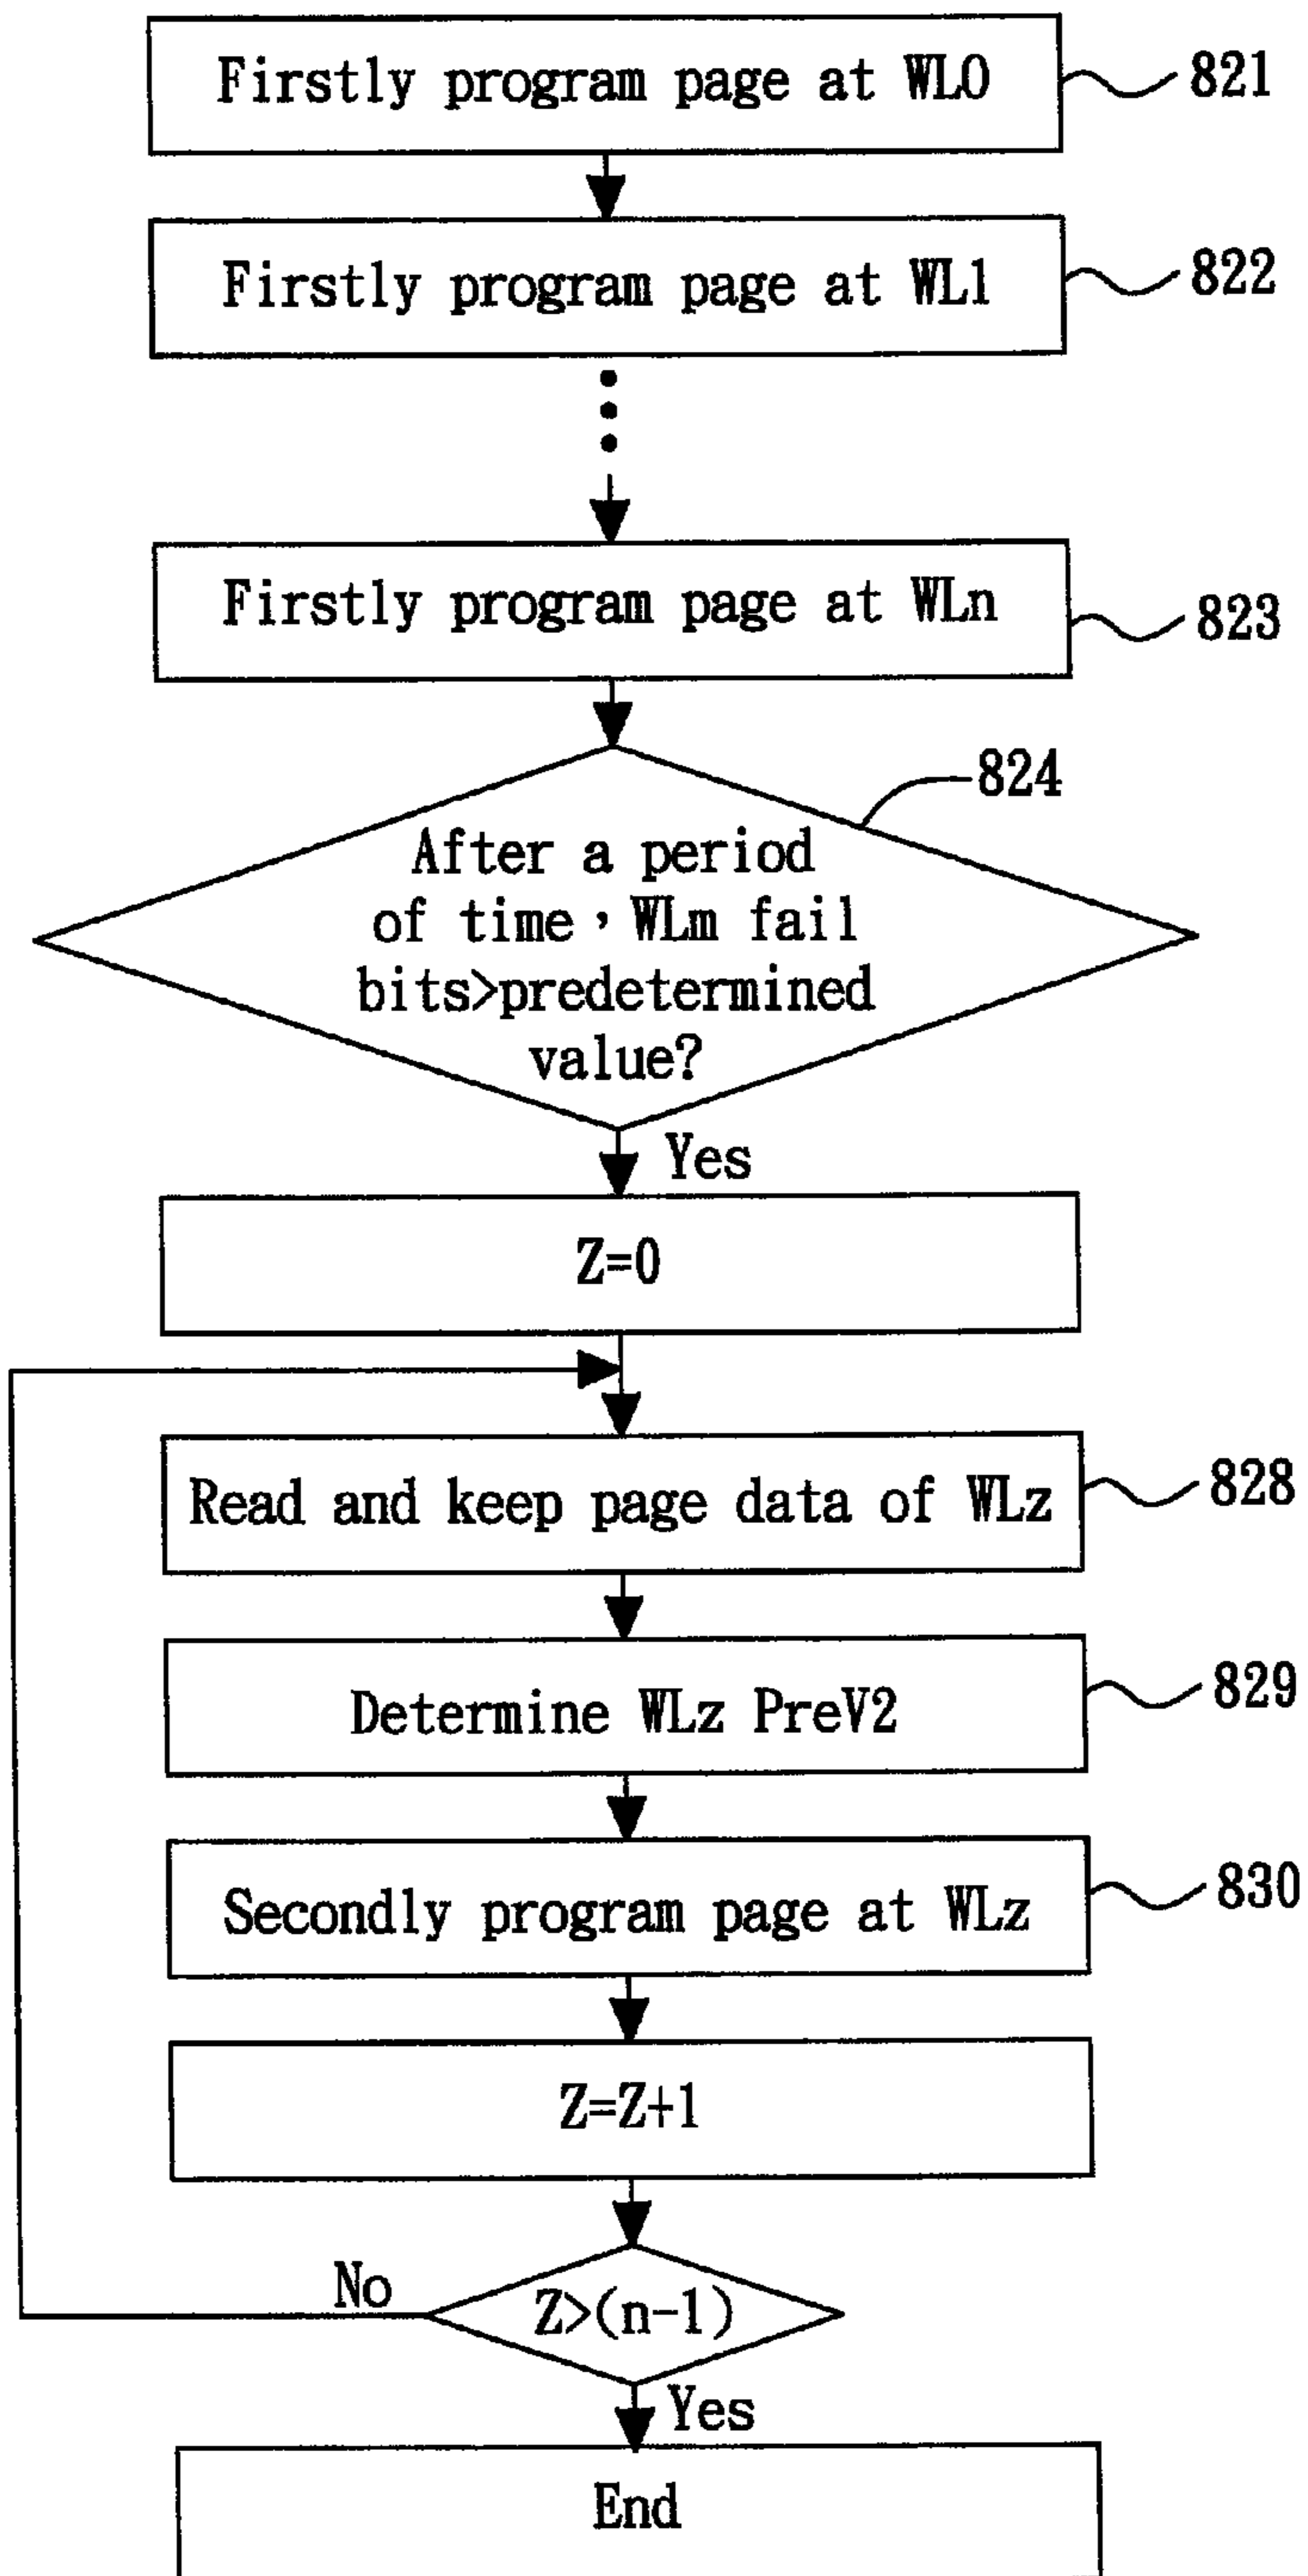 Firstly program page at WL0
821
Firstly program page at WL1
822
Firstly program page at WLn
823
824
After a period
of time,WLm fail
bits>predetermined
value?
Yes
Z=0
Read and keep page data of WLz
828
Determine WLz PreV2
829
Secondly program page at WLz
830
Z=Z+1
No
Z>(n-1)
Yes
End